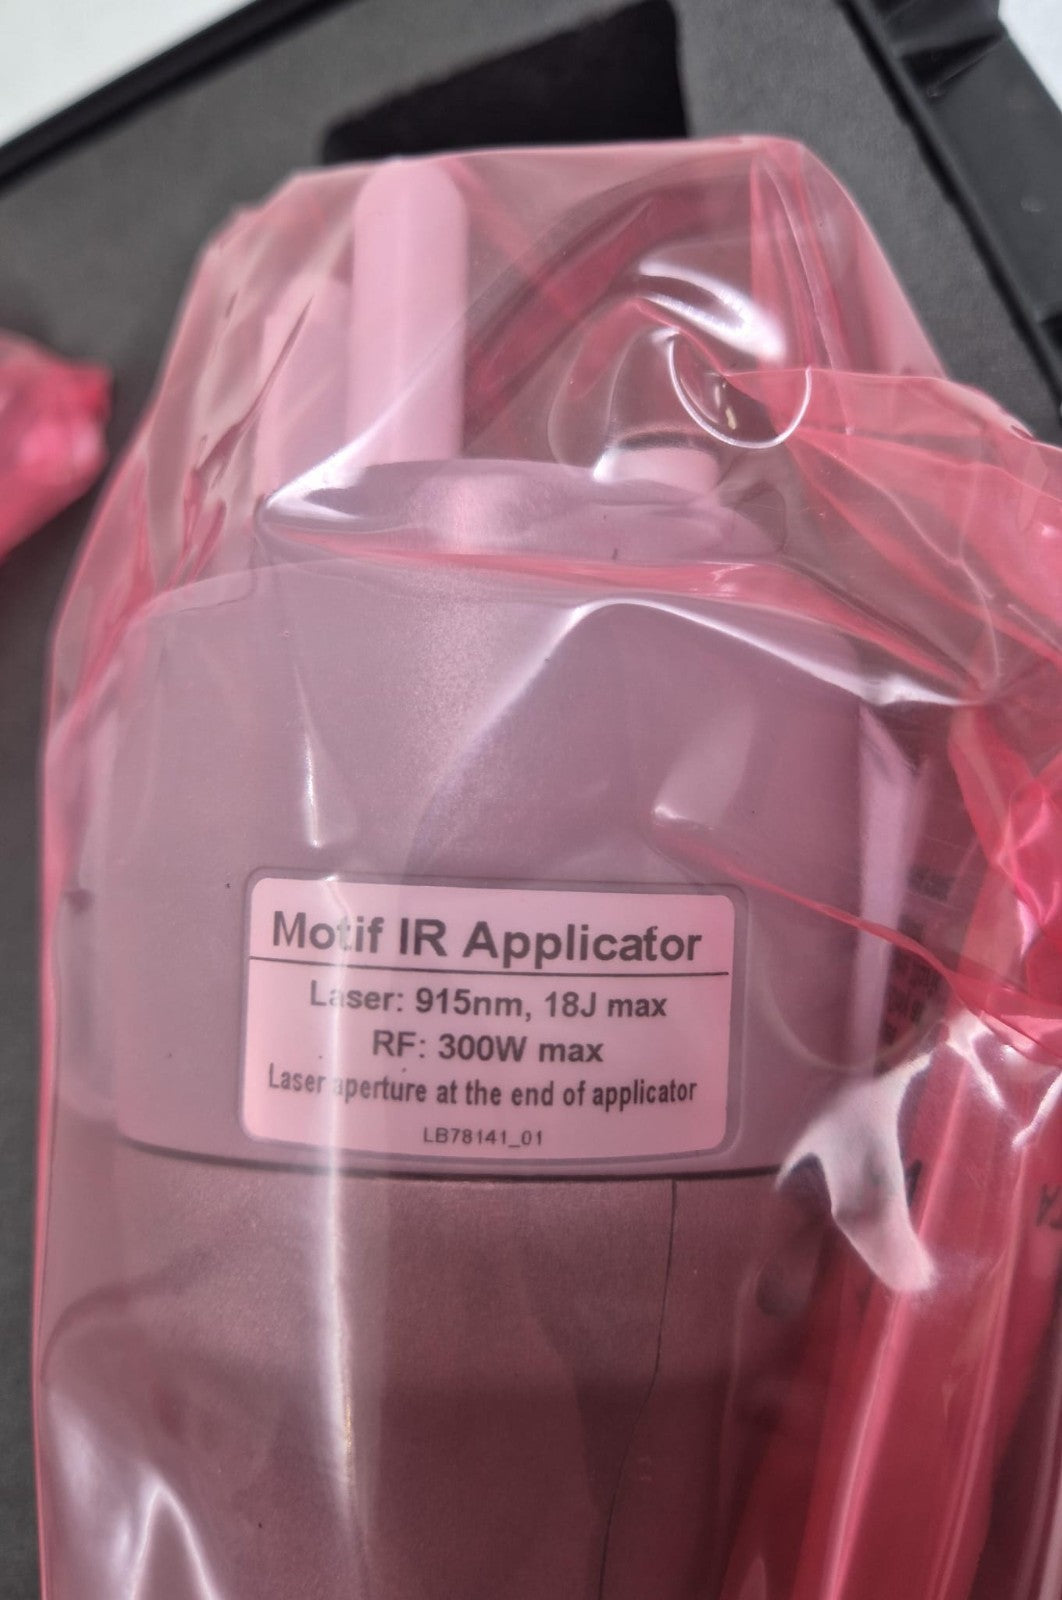 Motif IR Applicator
Laser: 915nm, 18J max
RF: 300W max
Laser aperture at the end of applicator
LB78141_01